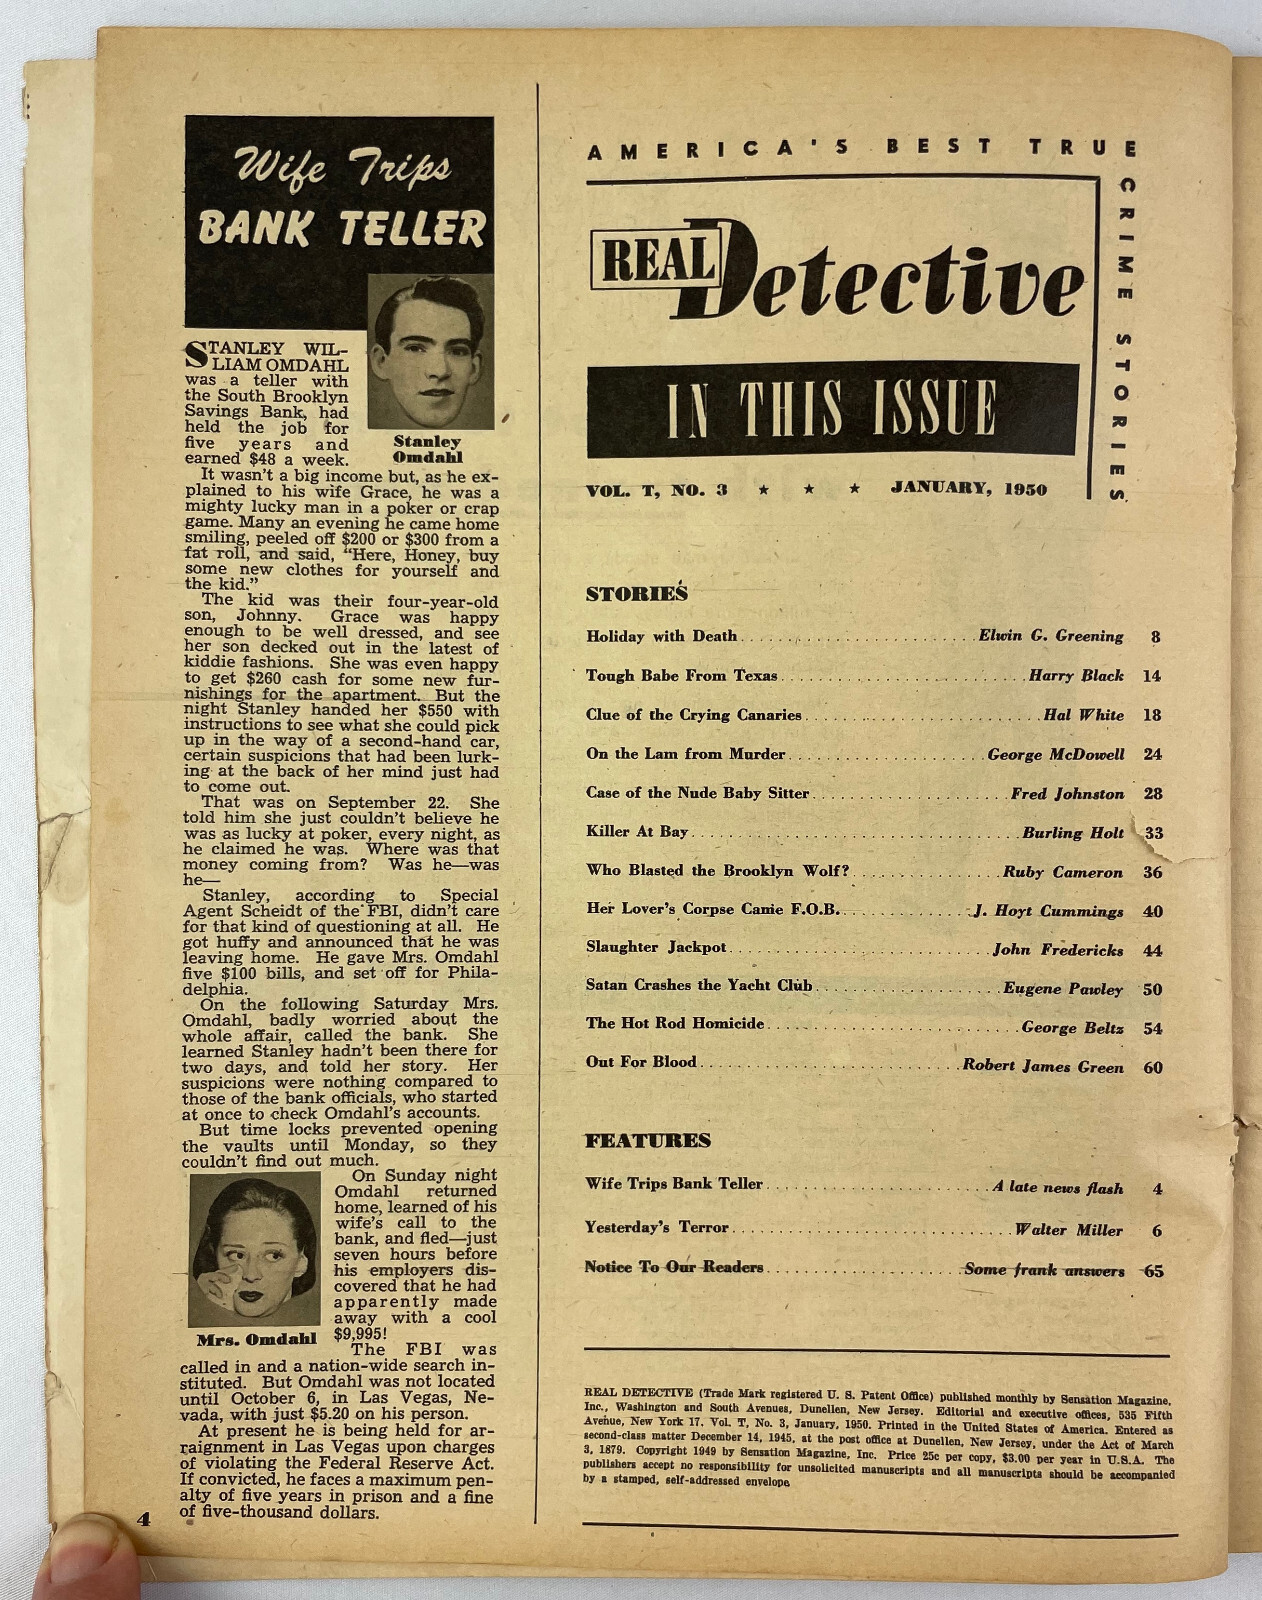 Wife Trips
BANK TELLER
STANLEY WIL-
LIAM OMDAHL
was a teller with
the South Brooklyn
Savings Bank, had
held the job for
five years and
earned $48 a week.
Stanley
Omdahl
It wasn't a big income but, as he ex-
plained to his wife Grace, he was a
mighty lucky man in a poker or crap
game. Many an evening he came home
smiling, peeled off $200 or $300 from a
fat roll, and said, "Here, Honey, buy
some new clothes for yourself and
the kid."
The kid was their four-year-old
son, Johnny. Grace was happy
enough to be well dressed, and see
her son decked out in the latest of
kiddie fashions. She was even happy
to get $260 cash for some new fur-
nishings for the apartment. But the
night Stanley handed her $550 with
instructions to see what she could pick
up in the way of a second-hand car,
certain suspicions that had been lurk-
ing at the back of her mind just had
to come out.
That was on September 22. She
told him she just couldn't believe he
was as lucky at poker, every night, as
he claimed he was. Where was that
money coming from? Was he—was
he—
Stanley, according to Special
Agent Scheidt of the FBI, didn't care
for that kind of questioning at all. He
got huffy and announced that he was
leaving home. He gave Mrs. Omdahl
five $100 bills, and set off for Phila-
delphia.
On the following Saturday Mrs.
Omdahl, badly worried about the
whole affair, called the bank. She
learned Stanley hadn't been there for
two days, and told her story. Her
suspicions were nothing compared to
those of the bank officials, who started
at once to check Omdahl's accounts.
But time locks prevented opening
the vaults until Monday, so they
couldn't find out much.
On Sunday night
Omdahl returned
home, learned of his
wife's call to the
bank, and fled—just
seven hours before
his employers dis-
covered that he had
apparently made
away with a cool
$9,995!
Mrs. Omdahl
The FBI was
called in and a nation-wide search in-
stituted. But Omdahl was not located
until October 6, in Las Vegas, Ne-
vada, with just $5.20 on his person.
At present he is being held for ar-
raignment in Las Vegas upon charges
of violating the Federal Reserve Act.
If convicted, he faces a maximum pen-
alty of five years in prison and a fine
of five-thousand dollars.
4
AMERICA'S BEST TRUE
CRIME STORIES
REAL Detective
IN THIS ISSUE
VOL. T, NO. 3 ★ ★ ★ JANUARY, 1950
STORIES
Holiday with Death Elwin G. Greening 8
Tough Babe From Texas Harry Black 14
Clue of the Crying Canaries Hal White 18
On the Lam from Murder George McDowell 24
Case of the Nude Baby Sitter Fred Johnston 28
Killer At Bay Burling Holt 33
Who Blasted the Brooklyn Wolf? Ruby Cameron 36
Her Lover's Corpse Came F.O.B. J. Hoyt Cummings 40
Slaughter Jackpot John Fredericks 44
Satan Crashes the Yacht Club Eugene Pawley 50
The Hot Rod Homicide George Beltz 54
Out For Blood Robert James Green 60
FEATURES
Wife Trips Bank Teller A late news flash 4
Yesterday's Terror Walter Miller 6
Notice To Our Readers Some frank answers 65
REAL DETECTIVE (Trade Mark registered U. S. Patent Office) published monthly by Sensation Magazine,
Inc., Washington and South Avenues, Dunellen, New Jersey. Editorial and executive offices, 535 Fifth
Avenue, New York 17. Vol. T, No. 3, January, 1950. Printed in the United States of America. Entered as
second-class matter December 14, 1945, at the post office at Dunellen, New Jersey, under the Act of March
3, 1879. Copyright 1949 by Sensation Magazine, Inc. Price 25c per copy, $3.00 per year in U.S.A. The
publishers accept no responsibility for unsolicited manuscripts and all manuscripts should be accompanied
by a stamped, self-addressed envelope